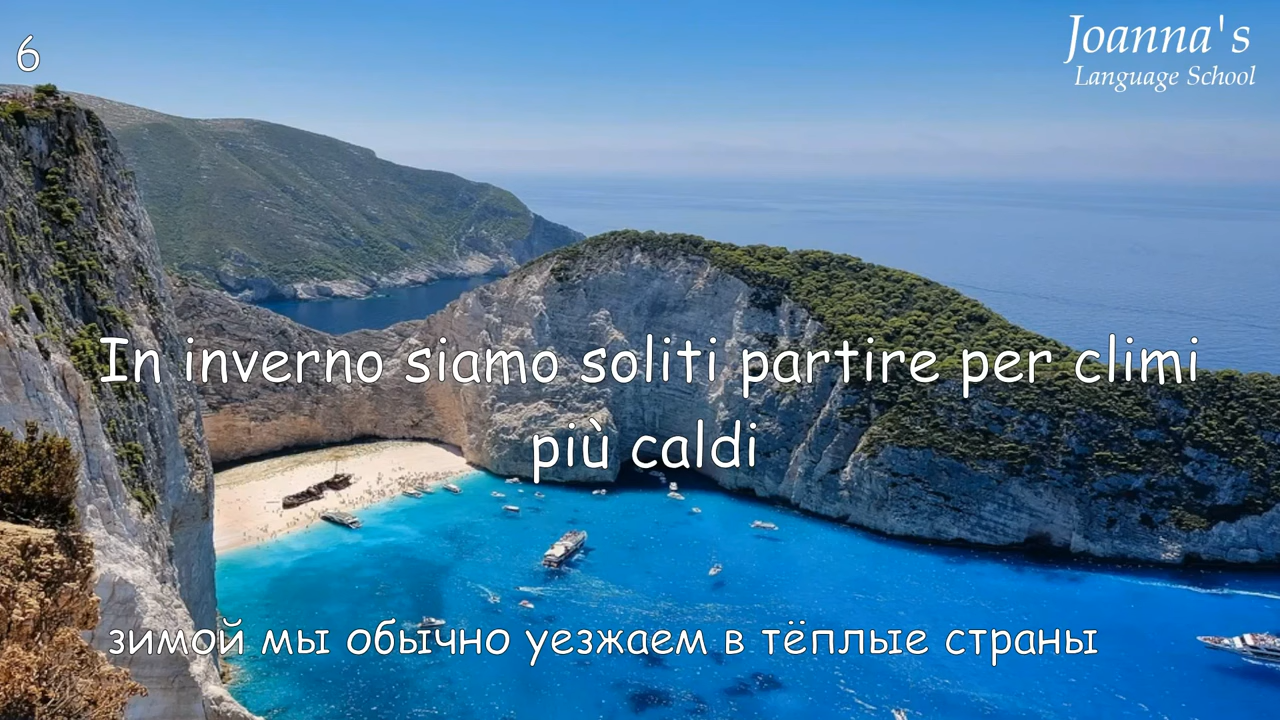 6
Joanna's
Language School
In inverno siamo soliti partire per climi
più caldi
зимой мы обычно уезжаем в тёплые страны